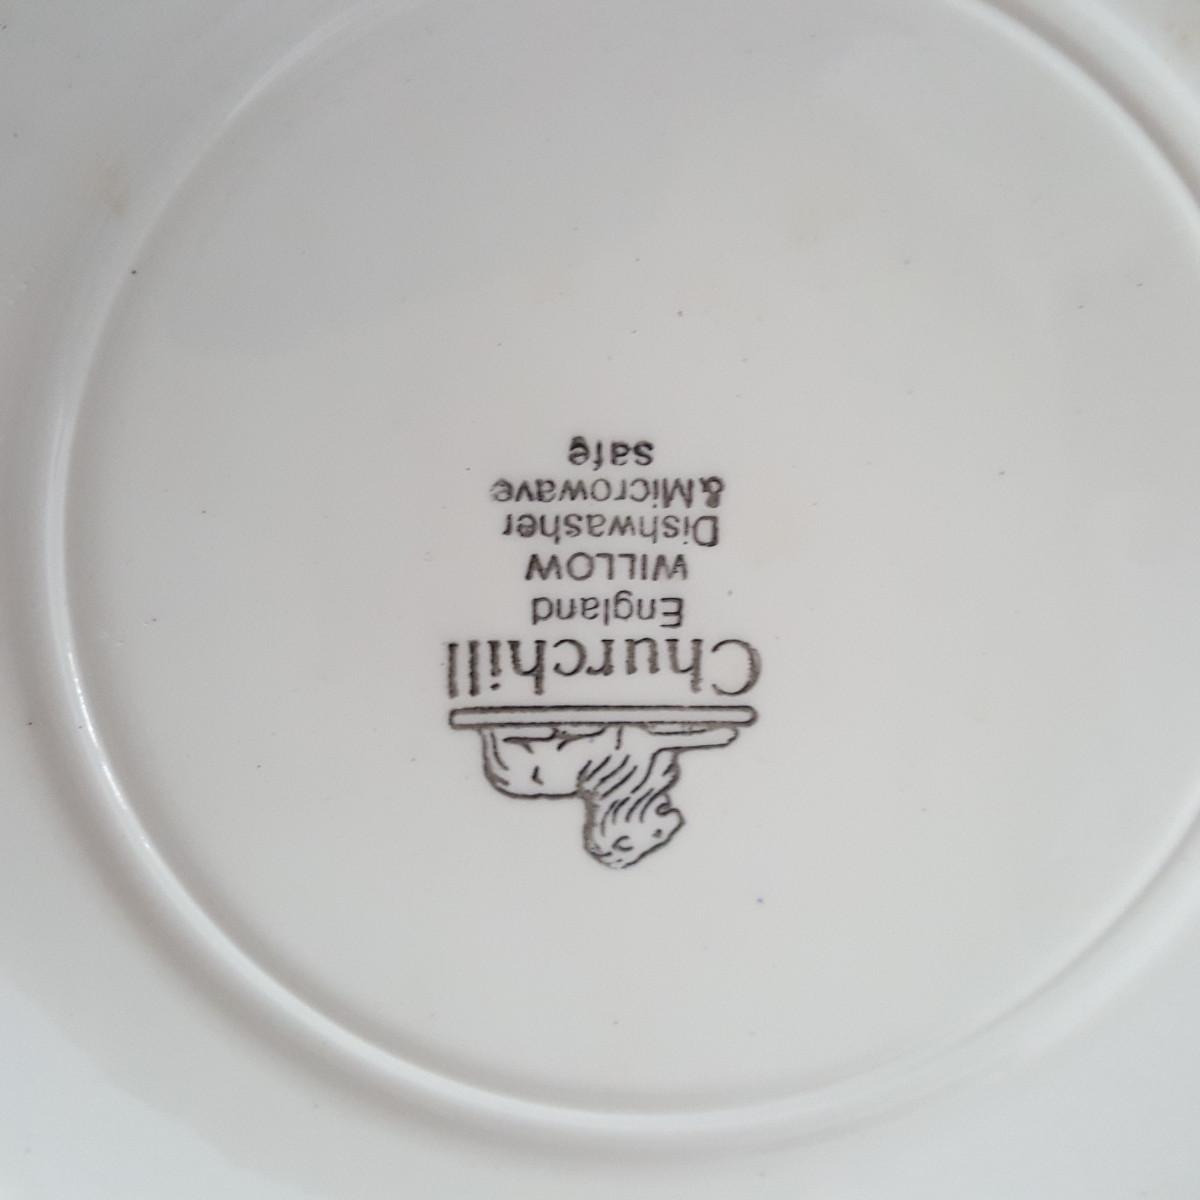 Churchill
England
WILLOW
Dishwasher
&Microwave
safe